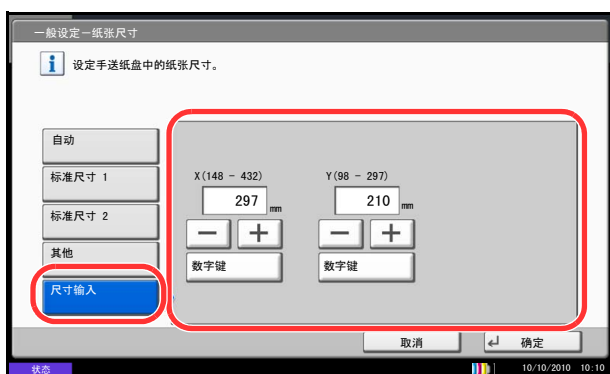 一般设定－纸张尺寸
设定手送纸盘中的纸张尺寸。
自动
标准尺寸 1
标准尺寸 2
其他
尺寸输入
X(148 - 432)
297 mm
数字键
Y(98 - 297)
210 mm
数字键
取消
确定
状态
10/10/2010 10:10